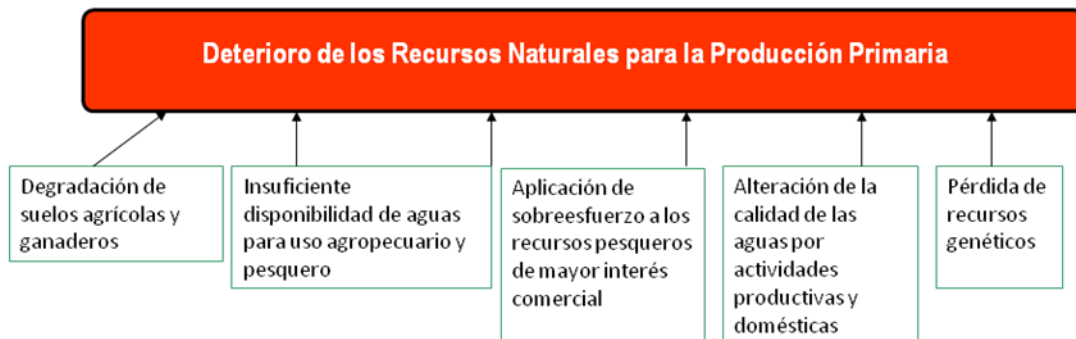 Deterioro de los Recursos Naturales para la Producción Primaria
Degradación de
suelos agrícolas y
ganaderos
Insuficiente
disponibilidad de aguas
para uso agropecuario y
pesquero
Aplicación de
sobreesfuerzo a los
recursos pesqueros
de mayor interés
comercial
Alteración de la
calidad de las
aguas por
actividades
productivas y
domésticas
Pérdida de
recursos
genéticos